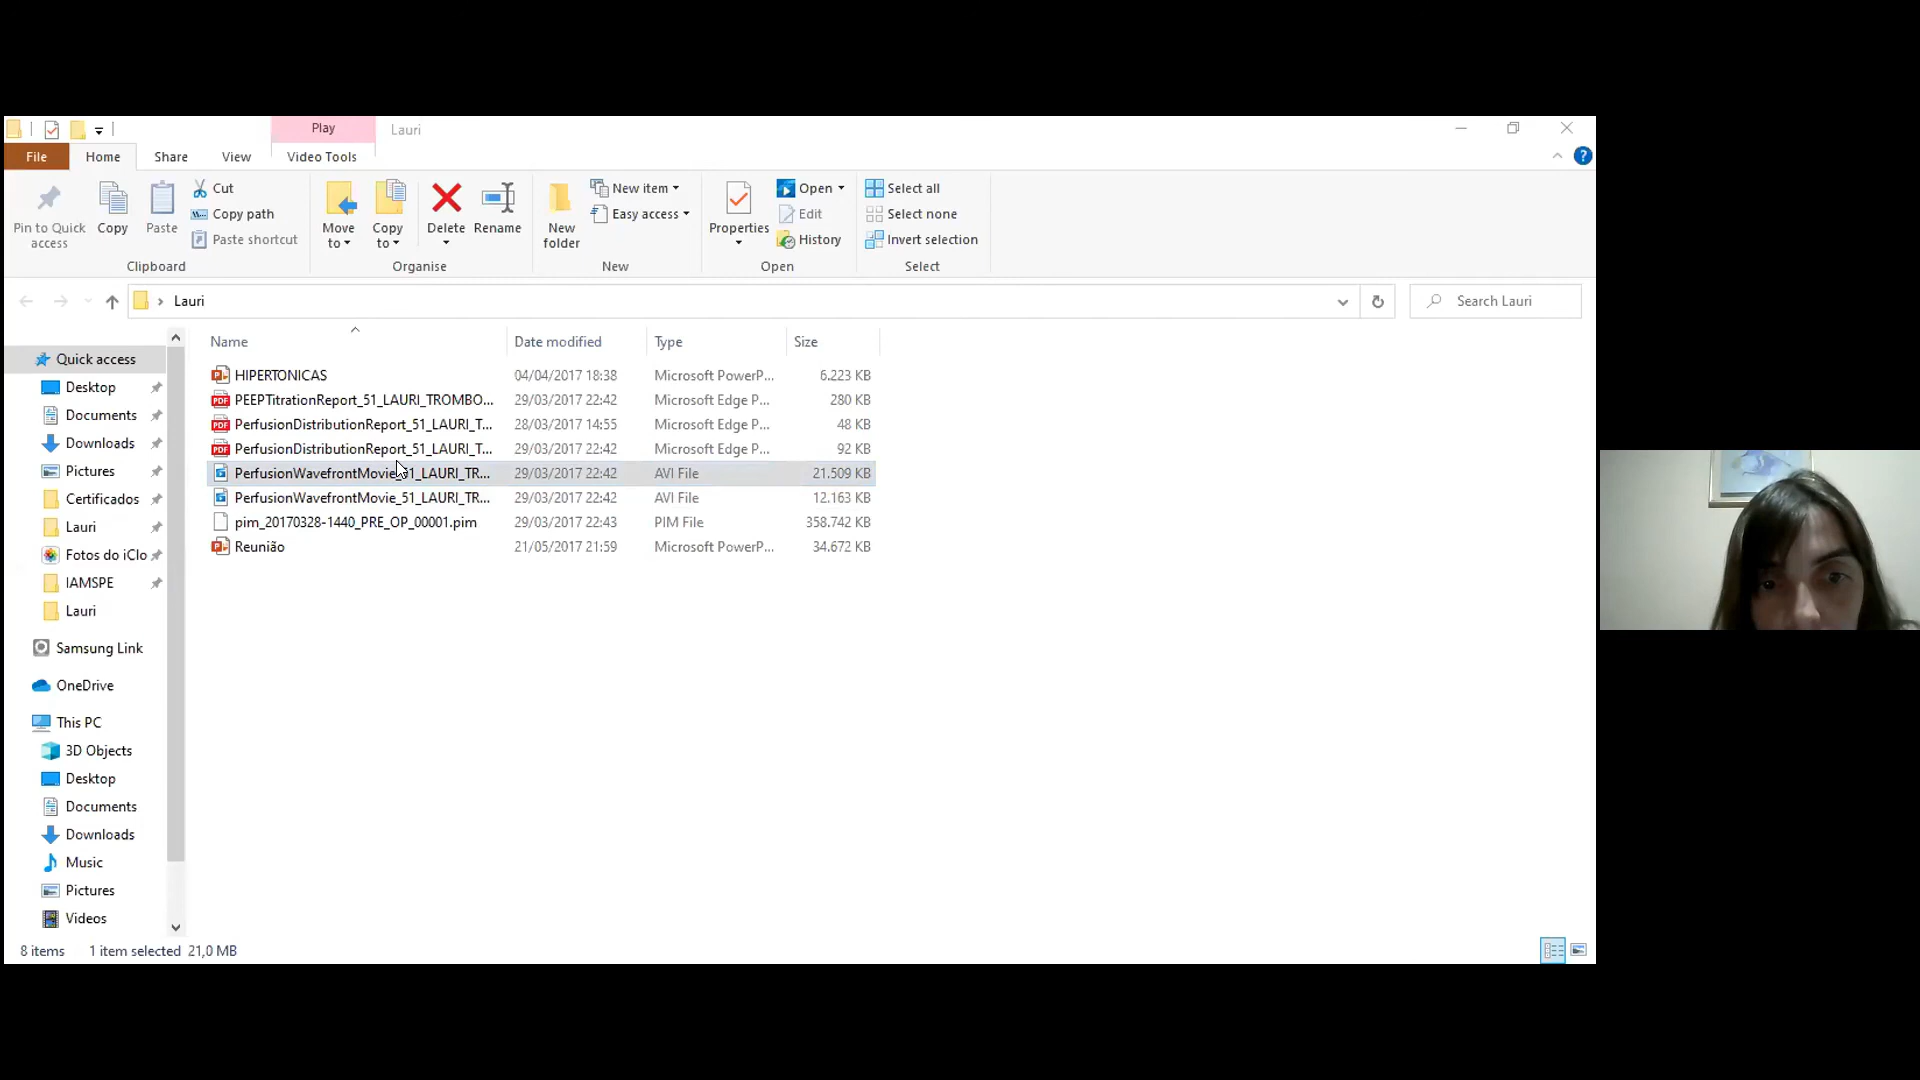 Play
Lauri
File
Home
Share
View
Video Tools
Pin to Quick access
Copy
Paste
Cut
Copy path
Paste shortcut
Clipboard
Move to
Copy to
Delete
Rename
Organise
New folder
New item
Easy access
New
Properties
Open
Edit
History
Open
Select all
Select none
Invert selection
Select
Lauri
Search Lauri
Name Date modified Type Size
HIPERTONICAS 04/04/2017 18:38 Microsoft PowerP... 6.223 KB
PEEPTitrationReport_51_LAURI_TROMBO... 29/03/2017 22:42 Microsoft Edge P... 280 KB
PerfusionDistributionReport_51_LAURI_T... 28/03/2017 14:55 Microsoft Edge P... 48 KB
PerfusionDistributionReport_51_LAURI_T... 29/03/2017 22:42 Microsoft Edge P... 92 KB
PerfusionWavefrontMovie_51_LAURI_TR... 29/03/2017 22:42 AVI File 21.509 KB
PerfusionWavefrontMovie_51_LAURI_TR... 29/03/2017 22:42 AVI File 12.163 KB
pim_20170328-1440_PRE_OP_00001.pim 29/03/2017 22:43 PIM File 358.742 KB
Reunião 21/05/2017 21:59 Microsoft PowerP... 34.672 KB
Quick access
Desktop
Documents
Downloads
Pictures
Certificados
Lauri
Fotos do iClo
IAMSPE
Lauri
Samsung Link
OneDrive
This PC
3D Objects
Desktop
Documents
Downloads
Music
Pictures
Videos
8 items 1 item selected 21,0 MB